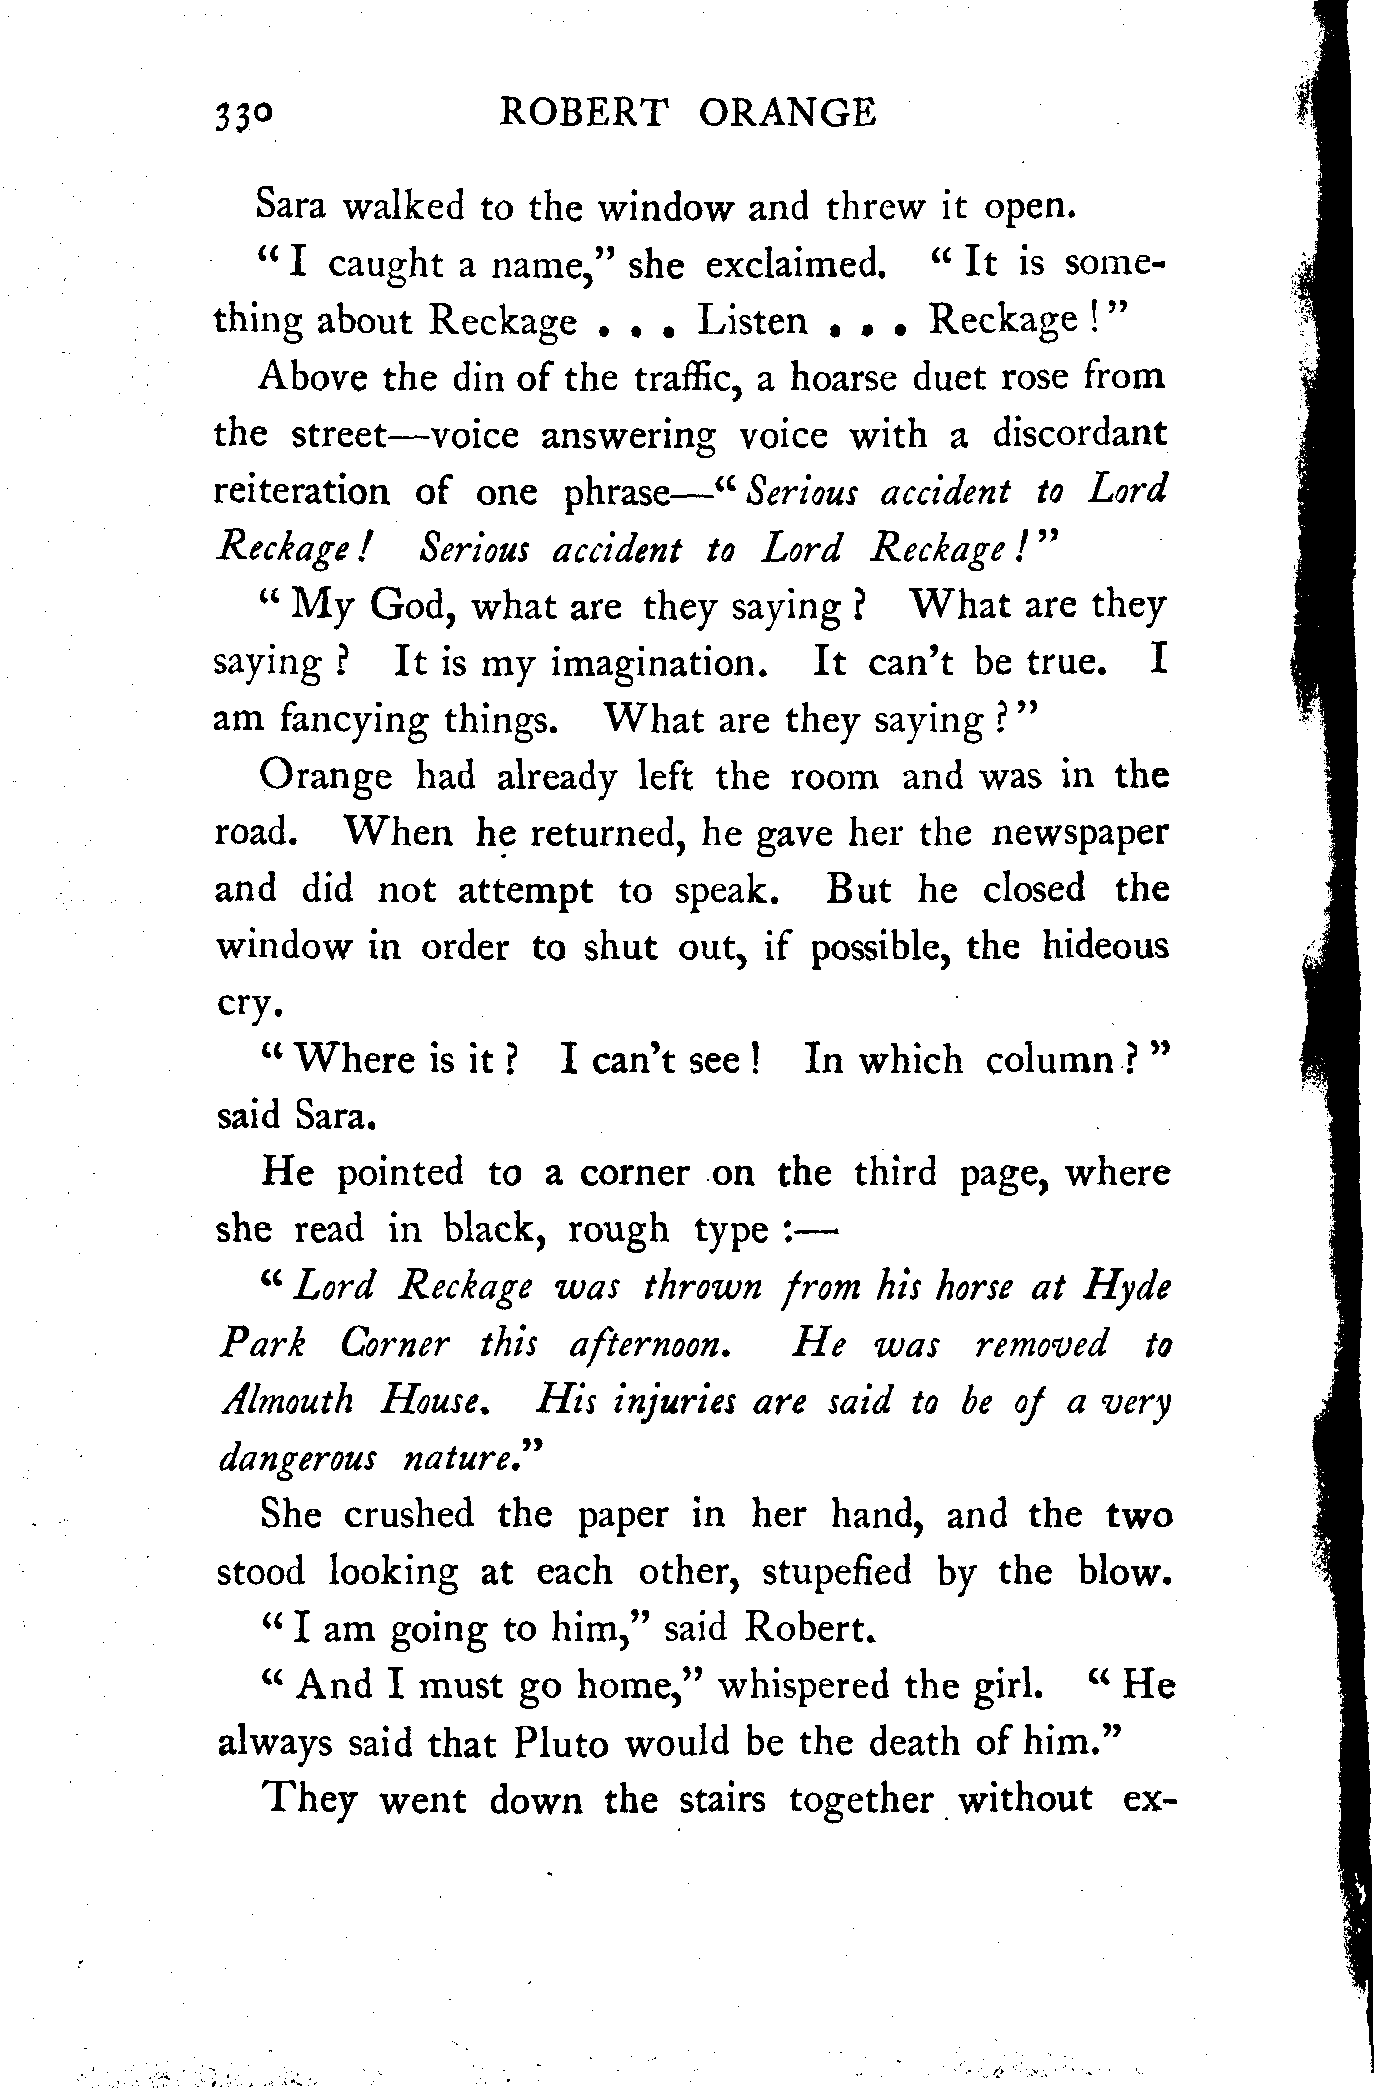 330 ROBERT ORANGE
Sara walked to the window and threw it open.
“ I caught a name,” she exclaimed. “ It is some-
thing about Reckage . . . Listen . . . Reckage ! ”
Above the din of the traffic, a hoarse duet rose from
the street—voice answering voice with a discordant
reiteration of one phrase—“ Serious accident to Lord
Reckage ! Serious accident to Lord Reckage ! ”
“ My God, what are they saying ? What are they
saying ? It is my imagination. It can’t be true. I
am fancying things. What are they saying ? ”
Orange had already left the room and was in the
road. When he returned, he gave her the newspaper
and did not attempt to speak. But he closed the
window in order to shut out, if possible, the hideous
cry.
“ Where is it ? I can’t see ! In which column ? ”
said Sara.
He pointed to a corner on the third page, where
she read in black, rough type :—
“ Lord Reckage was thrown from his horse at Hyde
Park Corner this afternoon. He was removed to
Almouth House. His injuries are said to be of a very
dangerous nature.”
She crushed the paper in her hand, and the two
stood looking at each other, stupefied by the blow.
“ I am going to him,” said Robert.
“ And I must go home,” whispered the girl. “ He
always said that Pluto would be the death of him.”
They went down the stairs together without ex-